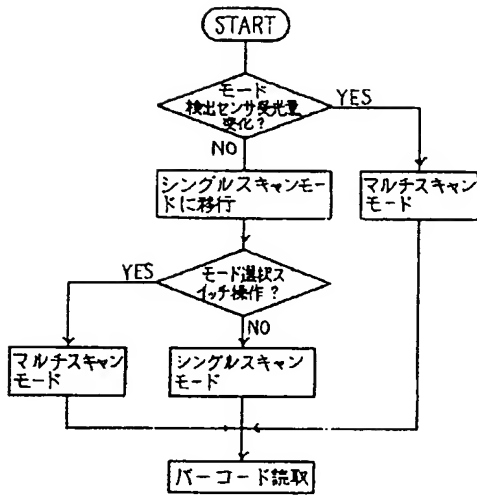 START
モード
検出センサ受光量
変化?
YES
NO
シングルスキャンモー
ドに移行
マルチスキャン
モード
YES
モード選択ス
イッチ操作?
NO
マルチスキャン
モード
シングルスキャン
モード
バーコード読取